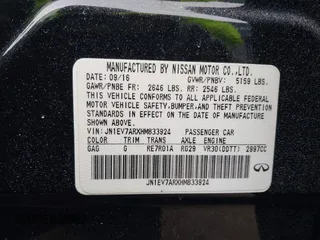 MANUFACTURED BY NISSAN MOTOR CO.,LTD.
DATE: 09/16 GVWR/PNBV: 5159 LBS.
GAWR/PNBE FR: 2646 LBS. RR: 2546 LBS.
THIS VEHICLE CONFORMS TO ALL APPLICABLE
FEDERAL MOTOR VEHICLE SAFETY, BUMPER, AND THEFT PREVENTION
STANDARDS IN EFFECT ON THE DATE OF MANUFACTURE SHOWN ABOVE.
VIN: JN1EV7ARXHM833924 PASSENGER CAR
COLOR TRIM TRANS AXLE ENGINE
GAG G RE7R01A RG29 VR30(DDTT) 2997CC
JN1EV7ARXHM833924